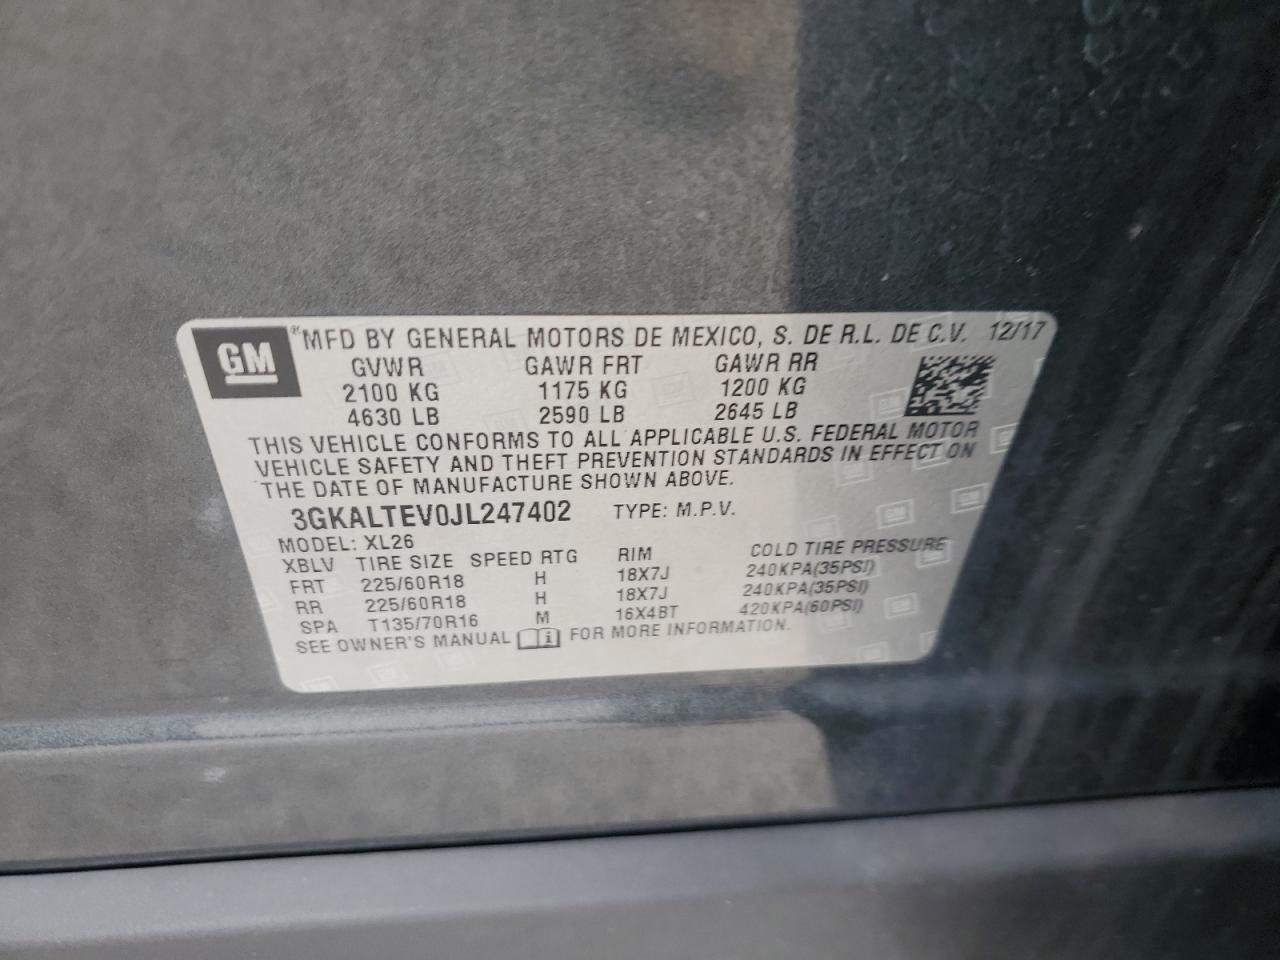 GM ® MFD BY GENERAL MOTORS DE MEXICO, S. DE R.L. DE C.V. 12/17
GVWR GAWR FRT GAWR RR
2100 KG 1175 KG 1200 KG
4630 LB 2590 LB 2645 LB
THIS VEHICLE CONFORMS TO ALL APPLICABLE U.S. FEDERAL MOTOR
VEHICLE SAFETY AND THEFT PREVENTION STANDARDS IN EFFECT ON
THE DATE OF MANUFACTURE SHOWN ABOVE.
3GKALTEV0JL247402 TYPE: M.P.V.
MODEL: XL26
XBLV TIRE SIZE SPEED RTG RIM COLD TIRE PRESSURE
FRT 225/60R18 H 18X7J 240KPA(35PSI)
RR 225/60R18 H 18X7J 240KPA(35PSI)
SPA T135/70R16 M 16X4BT 420KPA(60PSI)
SEE OWNER'S MANUAL FOR MORE INFORMATION.